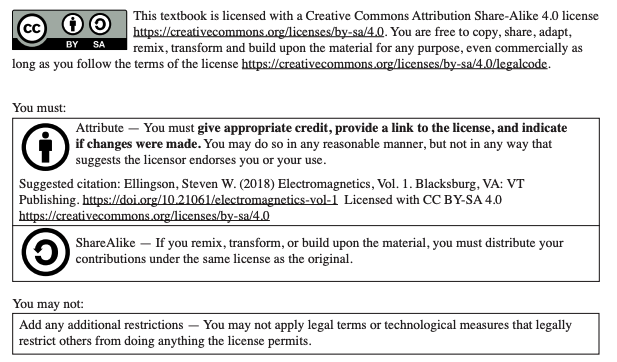 cc
BY SA
This textbook is licensed with a Creative Commons Attribution Share-Alike 4.0 license
https://creativecommons.org/licenses/by-sa/4.0. You are free to copy, share, adapt,
remix, transform and build upon the material for any purpose, even commercially as
long as you follow the terms of the license https://creativecommons.org/licenses/by-sa/4.0/legalcode.
You must:
Attribute — You must give appropriate credit, provide a link to the license, and indicate
if changes were made. You may do so in any reasonable manner, but not in any way that
suggests the licensor endorses you or your use.
Suggested citation: Ellingson, Steven W. (2018) Electromagnetics, Vol. 1. Blacksburg, VA: VT
Publishing. https://doi.org/10.21061/electromagnetics-vol-1 Licensed with CC BY-SA 4.0
https://creativecommons.org/licenses/by-sa/4.0
ShareAlike — If you remix, transform, or build upon the material, you must distribute your
contributions under the same license as the original.
You may not:
Add any additional restrictions — You may not apply legal terms or technological measures that legally
restrict others from doing anything the license permits.